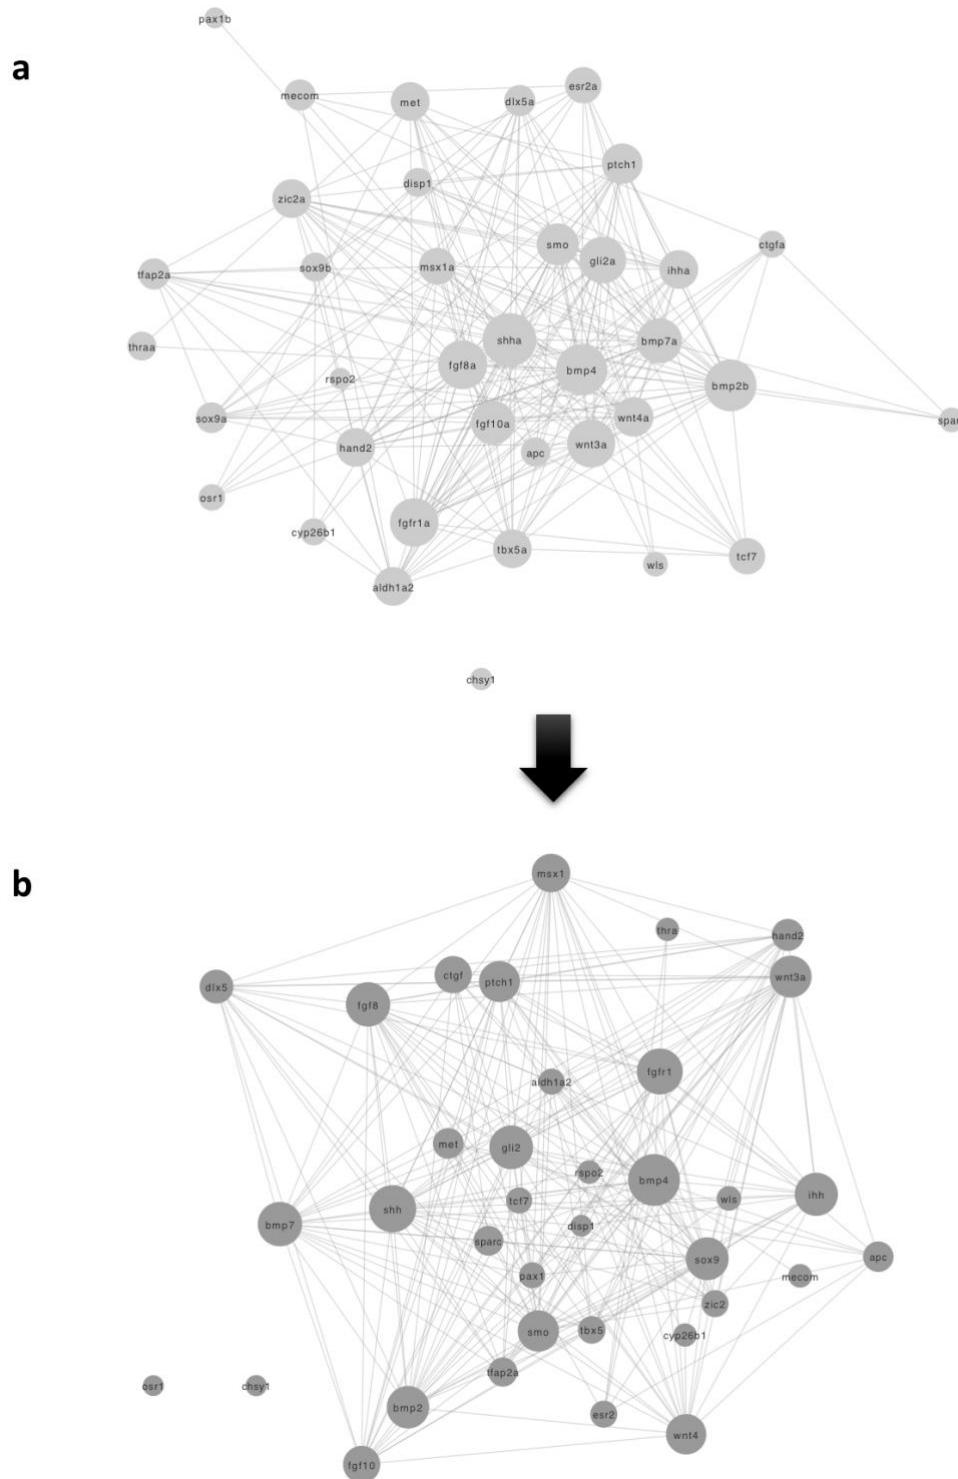 pax1b
a
mecom
met
dlx5a
esr2a
ptch1
disp1
zic2a
smo
gli2a
ctgfa
tfap2a
sox9b
msx1a
ihha
thraa
shha
bmp7a
fgf8a
bmp4
rspo2
bmp2b
sox9a
fgf10a
wnt4a
hand2
apc
wnt3a
osr1
cyp26b1
fgfr1a
tbx5a
wls
tcf7
aldh1a2
chsy1
b
msx1
thra
hand2
dlx5
ctgf
ptch1
wnt3a
fgf8
aldh1a2
fgfr1
met
gli2
rspo2
bmp4
wls
ihh
bmp7
shh
tcf7
disp1
sparc
sox9
apc
pax1
mecom
zic2
smo
tbx5
cyp26b1
tfap2a
osr1
chsy1
bmp2
esr2
wnt4
fgf10